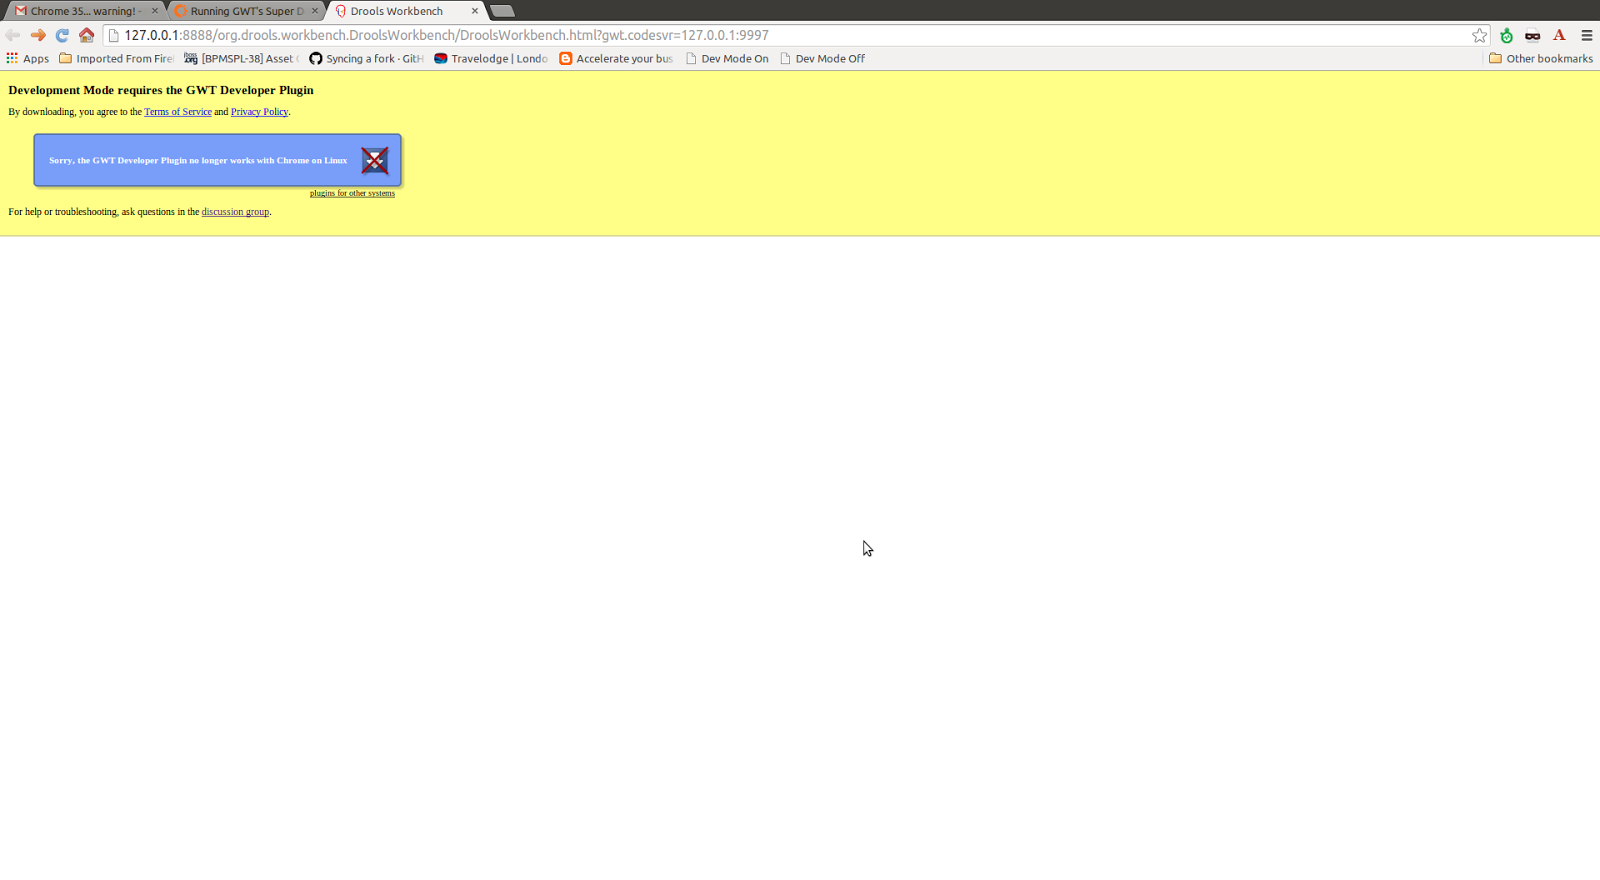 Chrome 35... warning! -
Running GWT's Super D
Drools Workbench
127.0.0.1:8888/org.drools.workbench.DroolsWorkbench/DroolsWorkbench.html?gwt.codesvr=127.0.0.1:9997
Apps Imported From Fire [BPMSPL-38] Asset Syncing a fork · GitH Travelodge | Londo Accelerate your bus Dev Mode On Dev Mode Off Other bookmarks
Development Mode requires the GWT Developer Plugin
By downloading, you agree to the Terms of Service and Privacy Policy.
Sorry, the GWT Developer Plugin no longer works with Chrome on Linux
plugins for other systems
For help or troubleshooting, ask questions in the discussion group.